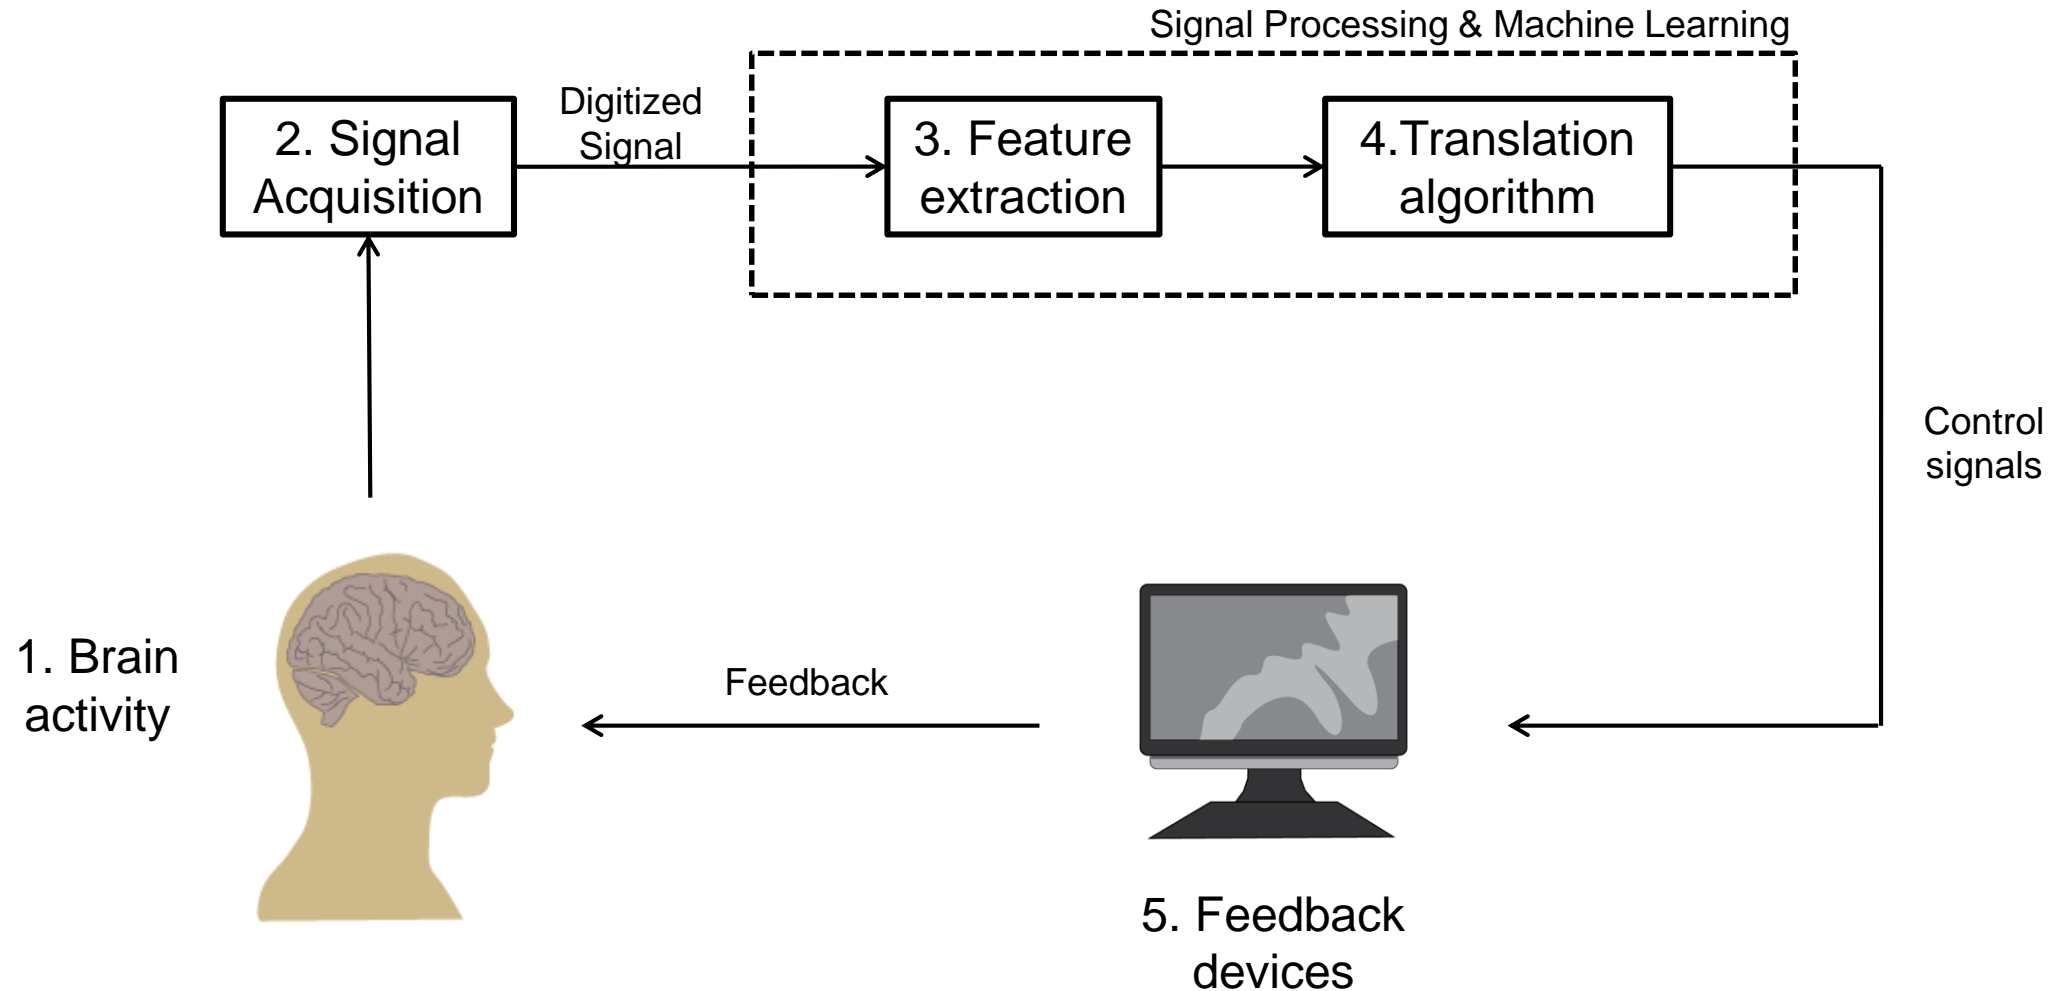 Signal Processing & Machine Learning
2. Signal
Acquisition
Digitized
Signal
3. Feature
extraction
4.Translation
algorithm
Control
signals
1. Brain
activity
Feedback
5. Feedback
devices